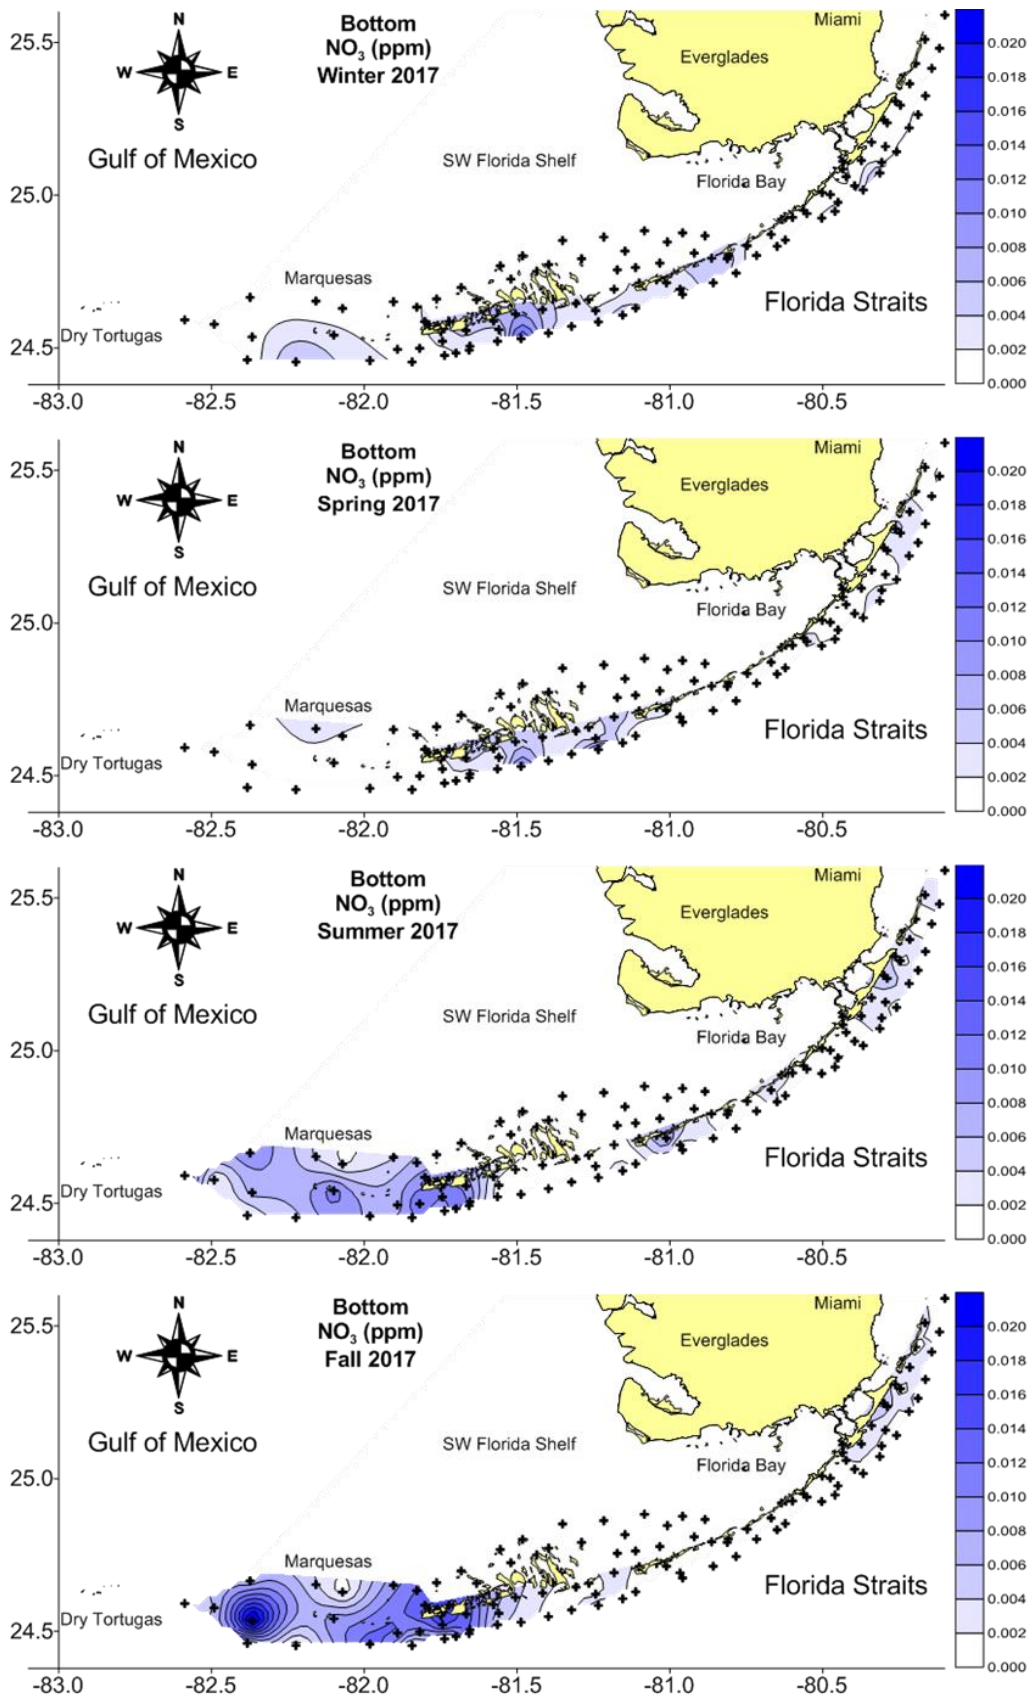 Bottom
NO3 (ppm)
Winter 2017
N
W E
S
Gulf of Mexico
SW Florida Shelf
Miami
Everglades
Florida Bay
Marquesas
Dry Tortugas
Florida Straits
25.5
25.0
24.5
-83.0 -82.5 -82.0 -81.5 -81.0 -80.5
0.020
0.018
0.016
0.014
0.012
0.010
0.008
0.006
0.004
0.002
0.000
Bottom
NO3 (ppm)
Spring 2017
N
W E
S
Gulf of Mexico
SW Florida Shelf
Miami
Everglades
Florida Bay
Marquesas
Dry Tortugas
Florida Straits
25.5
25.0
24.5
-83.0 -82.5 -82.0 -81.5 -81.0 -80.5
0.020
0.018
0.016
0.014
0.012
0.010
0.008
0.006
0.004
0.002
0.000
Bottom
NO3 (ppm)
Summer 2017
N
W E
S
Gulf of Mexico
SW Florida Shelf
Miami
Everglades
Florida Bay
Marquesas
Dry Tortugas
Florida Straits
25.5
25.0
24.5
-83.0 -82.5 -82.0 -81.5 -81.0 -80.5
0.020
0.018
0.016
0.014
0.012
0.010
0.008
0.006
0.004
0.002
0.000
Bottom
NO3 (ppm)
Fall 2017
N
W E
S
Gulf of Mexico
SW Florida Shelf
Miami
Everglades
Florida Bay
Marquesas
Dry Tortugas
Florida Straits
25.5
25.0
24.5
-83.0 -82.5 -82.0 -81.5 -81.0 -80.5
0.020
0.018
0.016
0.014
0.012
0.010
0.008
0.006
0.004
0.002
0.000